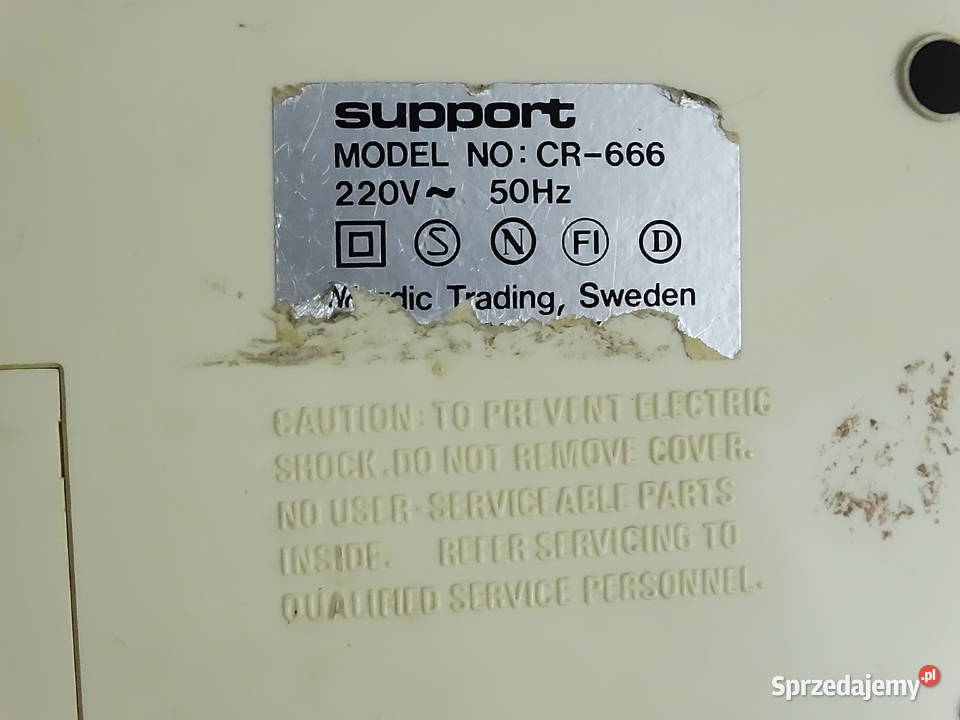 support
MODEL NO: CR-666
220V~ 50Hz
S N FI D
Nordic Trading, Sweden
CAUTION: TO PREVENT ELECTRIC
SHOCK. DO NOT REMOVE COVER.
NO USER-SERVICEABLE PARTS
INSIDE. REFER SERVICING TO
QUALIFIED SERVICE PERSONNEL.
Sprzedajemy.pl